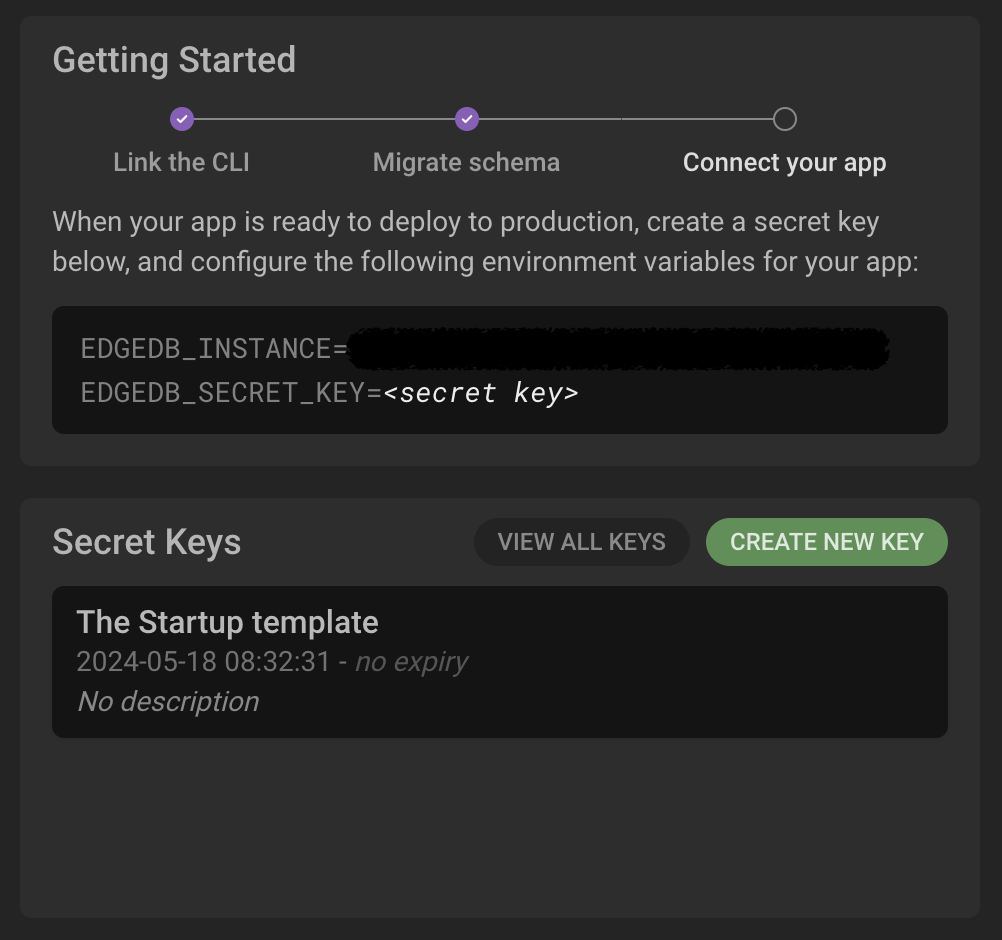 Getting Started
Link the CLI
Migrate schema
Connect your app
When your app is ready to deploy to production, create a secret key
below, and configure the following environment variables for your app:
EDGEDB_INSTANCE=
EDGEDB_SECRET_KEY=<secret key>
Secret Keys
VIEW ALL KEYS
CREATE NEW KEY
The Startup template
2024-05-18 08:32:31 - no expiry
No description